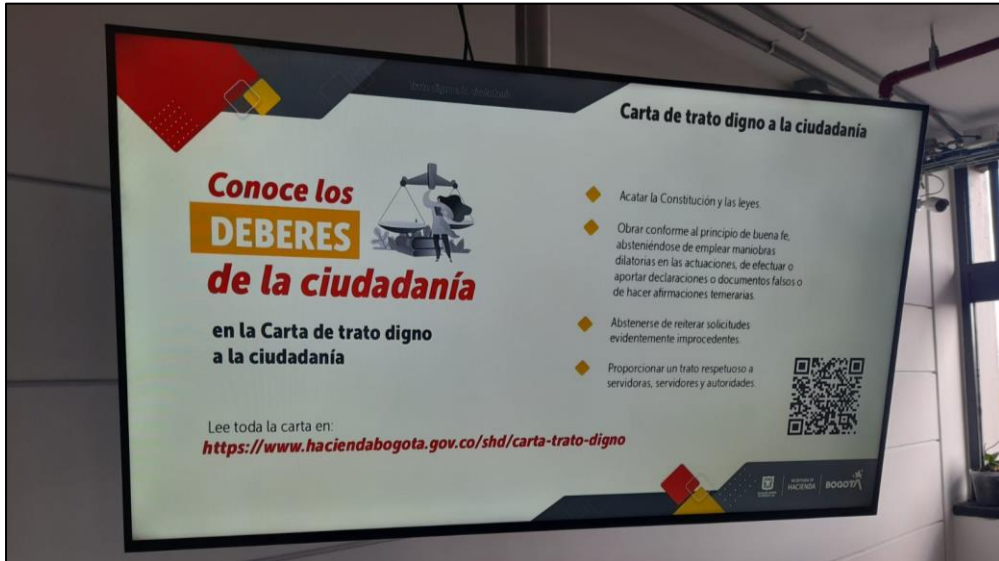 Carta de trato digno a la ciudadanía
Conoce los
DEBERES
de la ciudadanía
en la Carta de trato digno
a la ciudadanía
Lee toda la carta en:
https://www.haciendabogota.gov.co/shd/carta-trato-digno
Acatar la Constitución y las leyes.
Obrar conforme al principio de buena fe,
absteniéndose de emplear maniobras
dilatorias en las actuaciones, de efectuar o
aportar declaraciones o documentos falsos o
de hacer afirmaciones temerarias.
Abstenerse de reiterar solicitudes
evidentemente improcedentes.
Proporcionar un trato respetuoso a
servidoras, servidores y autoridades.
SECRETARÍA DE
HACIENDA
BOGOTÁ